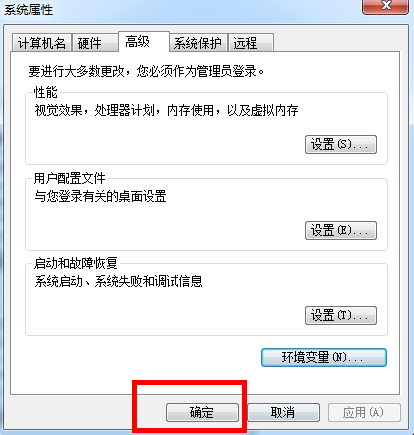 系统属性
计算机名 硬件 高级 系统保护 远程
要进行大多数更改，您必须作为管理员登录。
性能
视觉效果，处理器计划，内存使用，以及虚拟内存
设置(S)...
用户配置文件
与您登录有关的桌面设置
设置(E)...
启动和故障恢复
系统启动、系统失败和调试信息
设置(T)...
环境变量(N)...
确定 取消 应用(A)